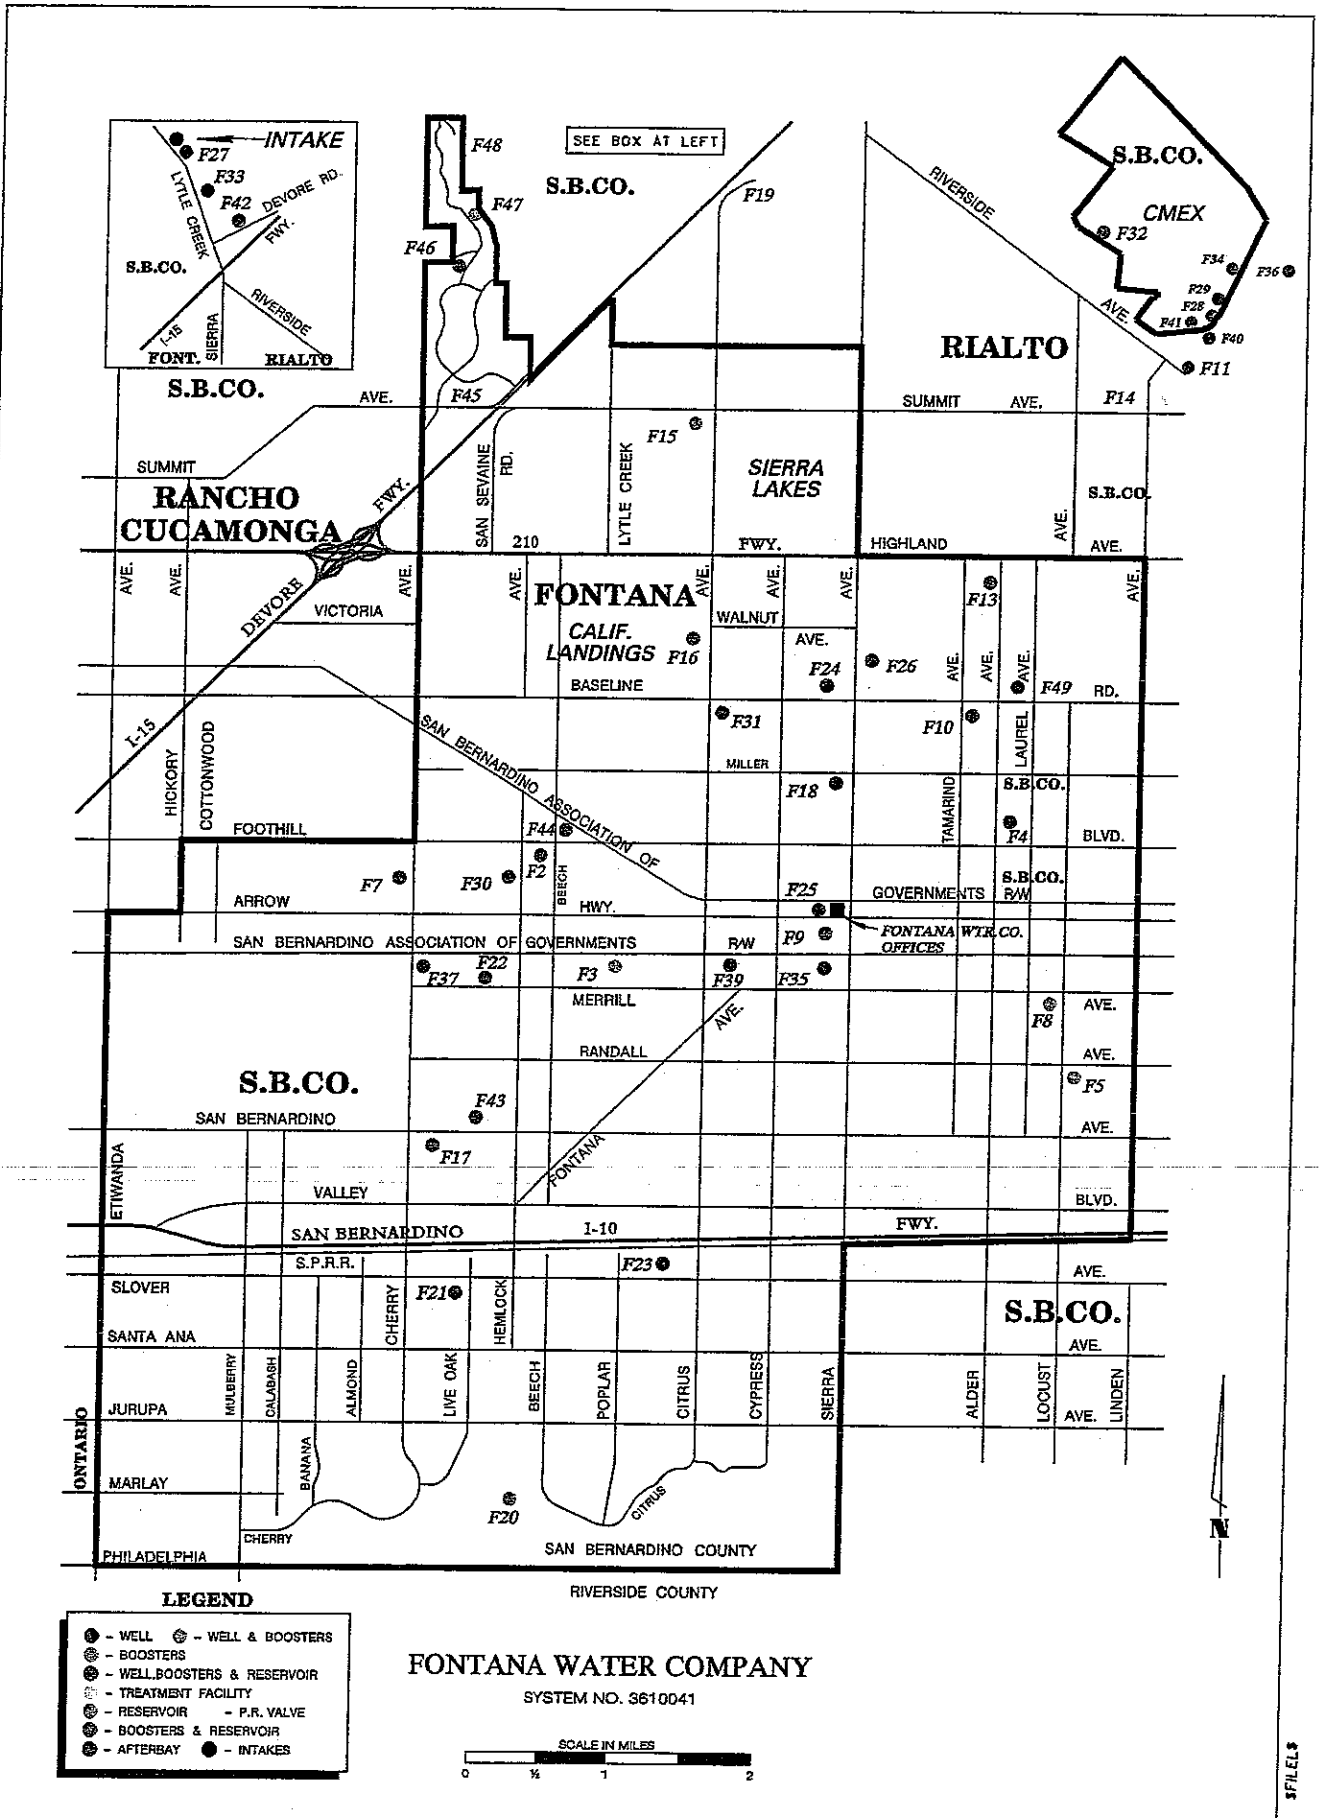 INTAKE
F27
F33
F42
DEVORE RD.
FWY.
LYTLE CREEK
S.B.CO.
RIVERSIDE
I-15
SIERRA
FONT.
RIALTO
S.B.CO.
F48
SEE BOX AT LEFT
S.B.CO.
F47
F46
F19
RIVERSIDE
AVE.
S.B.CO.
CMEX
F32
F34
F36
F29
F28
F41
F40
F11
RIALTO
F45
AVE.
SUMMIT
AVE.
F14
F15
SUMMIT
SAN SEVAINE
RD.
LYTLE CREEK
SIERRA
LAKES
S.B.CO.
RANCHO
CUCAMONGA
FWY.
AVE.
210
FWY.
HIGHLAND
AVE.
AVE.
AVE.
DEVORE
VICTORIA
AVE.
AVE.
FONTANA
AVE.
AVE.
AVE.
F13
AVE.
WALNUT
AVE.
CALIF.
LANDINGS
F16
F24
F26
AVE.
AVE.
AVE.
F49
BASELINE
RD.
I-15
HICKORY
COTTONWOOD
SAN BERNARDINO ASSOCIATION OF
F31
F10
LAUREL
MILLER
F18
TAMARIND
S.B.CO.
FOOTHILL
F44
F4
BLVD.
F7
F30
F2
BEECH
F25
GOVERNMENTS
S.B.CO.
R/W
ARROW
HWY.
FONTANA WTR.CO.
OFFICES
SAN BERNARDINO ASSOCIATION OF GOVERNMENTS
R/W
F9
F37
F22
F3
F39
F35
MERRILL
AVE.
F8
AVE.
RANDALL
AVE.
S.B.CO.
F5
F43
SAN BERNARDINO
AVE.
F17
FONTANA
ETIWANDA
VALLEY
BLVD.
SAN BERNARDINO
I-10
FWY.
S.P.R.R.
F23
AVE.
SLOVER
CHERRY
F21
HEMLOCK
S.B.CO.
SANTA ANA
AVE.
MULBERRY
CALABASH
ALMOND
LIVE OAK
BEECH
POPLAR
CITRUS
CYPRESS
SIERRA
ALDER
LOCUST
LINDEN
JURUPA
AVE.
ONTARIO
BANANA
MARLAY
F20
CITRUS
CHERRY
N
PHILADELPHIA
SAN BERNARDINO COUNTY
RIVERSIDE COUNTY
LEGEND
- WELL - WELL & BOOSTERS
- BOOSTERS
- WELL,BOOSTERS & RESERVOIR
- TREATMENT FACILITY
- RESERVOIR - P.R. VALVE
- BOOSTERS & RESERVOIR
- AFTERBAY - INTAKES
FONTANA WATER COMPANY
SYSTEM NO. 3610041
SCALE IN MILES
0 ½ 1 2
$FILEL$